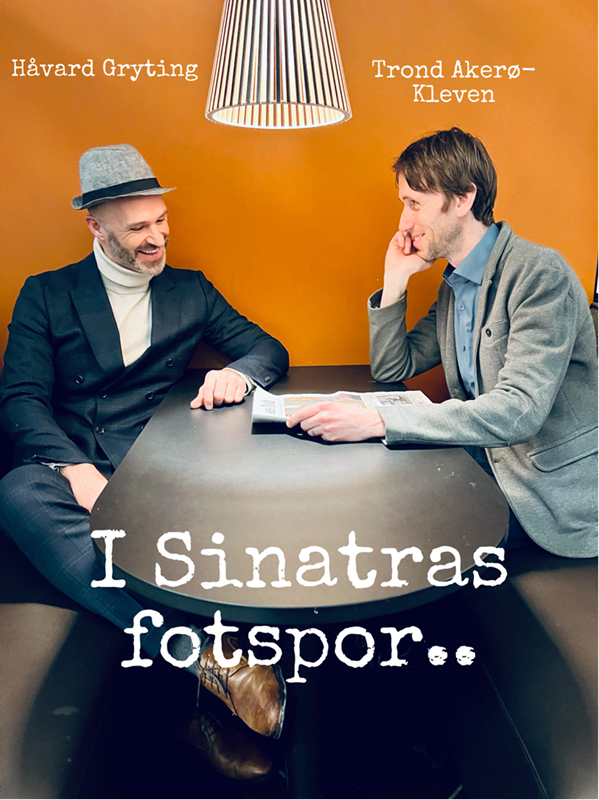 Håvard Gryting
Trond Akerø-
Kleven
I Sinatras
fotspor..